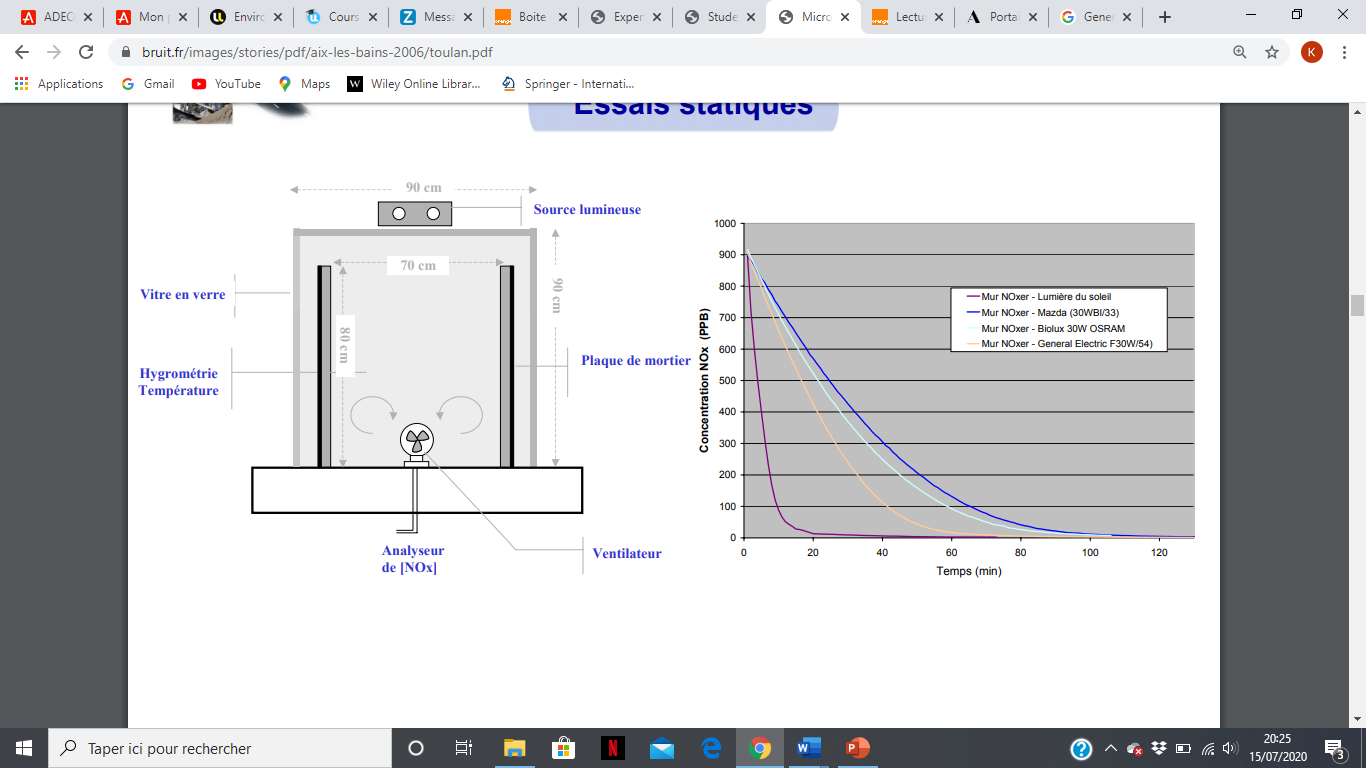 ADEC
Mon p
Enviro
Cours
Messa
Boite
Exper
Stude
Micro
Lectu
Portai
Gene
bruit.fr/images/stories/pdf/aix-les-bains-2006/toulan.pdf
K
Applications
Gmail
YouTube
Maps
Wiley Online Librar...
Springer - Internati...
Essais statiques
90 cm
Source lumineuse
70 cm
90 cm
Vitre en verre
80 cm
Plaque de mortier
Hygrométrie
Température
Analyseur
de [NOx]
Ventilateur
Concentration NOx (PPB)
1000
900
800
700
600
500
400
300
200
100
0
Mur NOxer - Lumière du soleil
Mur NOxer - Mazda (30WBI/33)
Mur NOxer - Biolux 30W OSRAM
Mur NOxer - General Electric F30W/54)
0 20 40 60 80 100 120
Temps (min)
Taper ici pour rechercher
20:25
15/07/2020
3